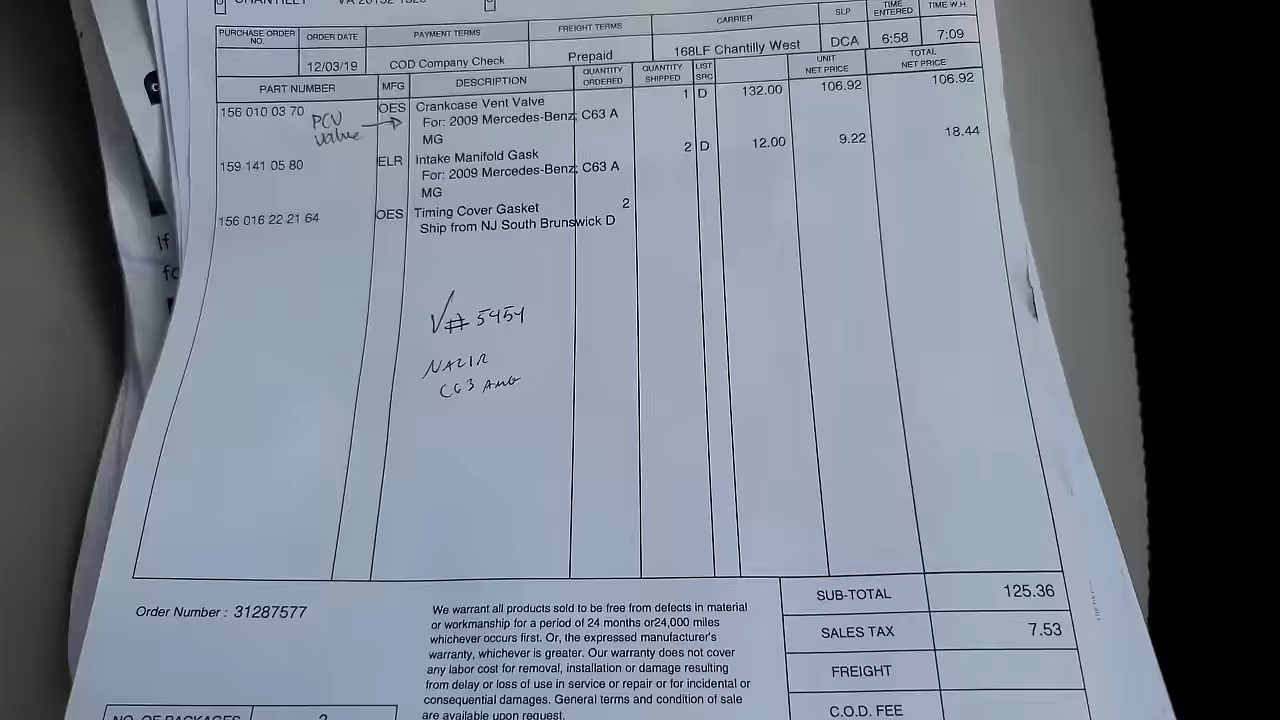 VA 20152
PURCHASE ORDER NO. ORDER DATE PAYMENT TERMS FREIGHT TERMS CARRIER SLP TIME ENTERED TIME W.H.
12/03/19 COD Company Check Prepaid 168LF Chantilly West DCA 6:58 7:09
PART NUMBER MFG DESCRIPTION QUANTITY ORDERED QUANTITY SHIPPED LIST SRC UNIT NET PRICE TOTAL NET PRICE
156 010 03 70 OES Crankcase Vent Valve 1 D 132.00 106.92 106.92
PCV Valve
For: 2009 Mercedes-Benz; C63 A
MG
159 141 05 80 ELR Intake Manifold Gask 2 D 12.00 9.22 18.44
For: 2009 Mercedes-Benz; C63 A
MG
156 016 22 21 64 OES Timing Cover Gasket 2
Ship from NJ South Brunswick D
V# 5454
NAZIR
C63 AMG
Order Number : 31287577
We warrant all products sold to be free from defects in material
or workmanship for a period of 24 months or24,000 miles
whichever occurs first. Or, the expressed manufacturer's
warranty, whichever is greater. Our warranty does not cover
any labor cost for removal, installation or damage resulting
from delay or loss of use in service or repair or for incidental or
consequential damages. General terms and condition of sale
are available upon request.
SUB-TOTAL 125.36
SALES TAX 7.53
FREIGHT
C.O.D. FEE
NO. OF PACKAGES
If
fo